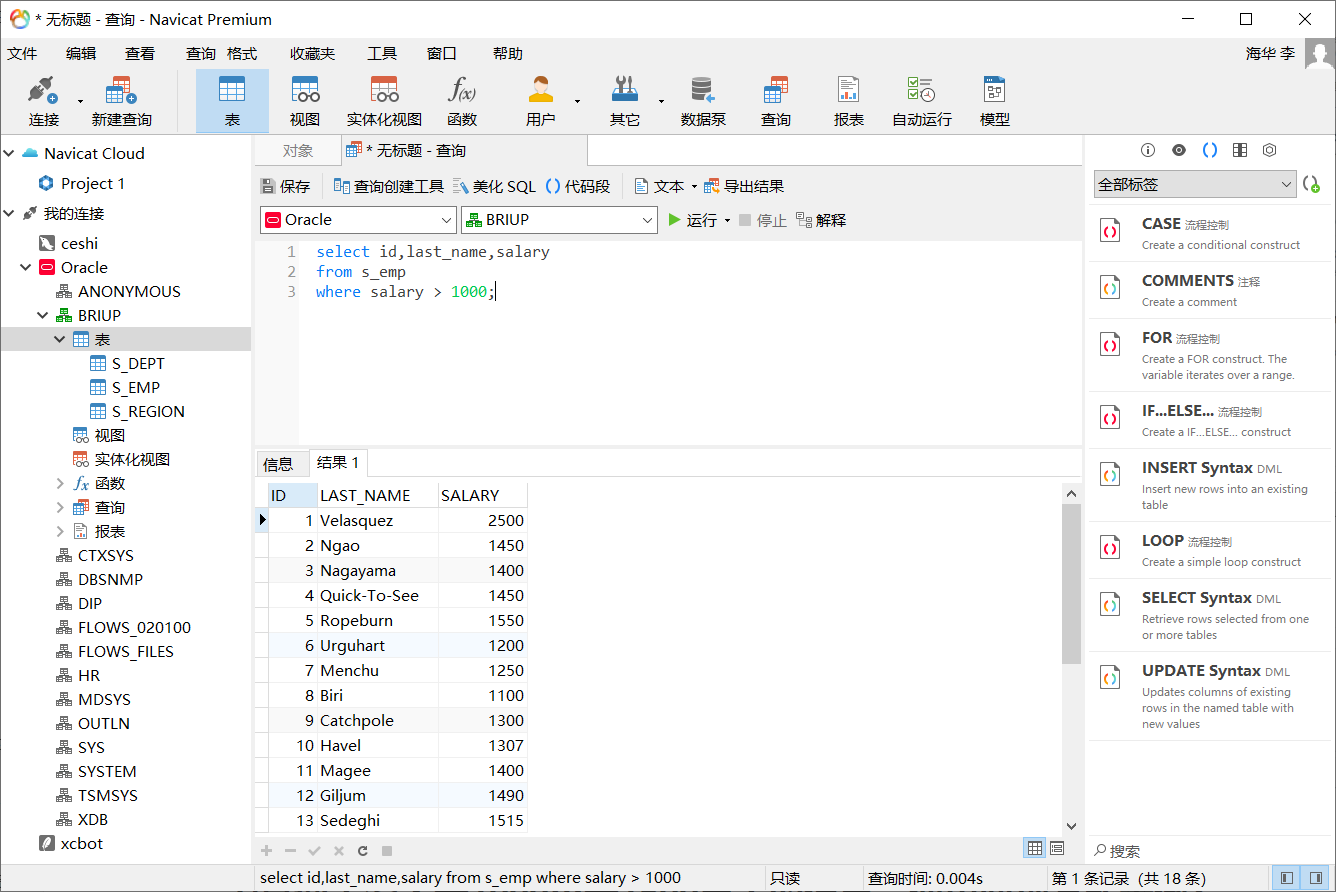 * 无标题 - 查询 - Navicat Premium
文件 编辑 查看 查询 格式 收藏夹 工具 窗口 帮助 海华 李
连接 新建查询 表 视图 实体化视图 f(x) 函数 用户 其它 数据泵 查询 报表 自动运行 模型
Navicat Cloud
Project 1
我的连接
ceshi
Oracle
ANONYMOUS
BRIUP
表
S_DEPT
S_EMP
S_REGION
视图
实体化视图
fx 函数
查询
报表
CTXSYS
DBSNMP
DIP
FLOWS_020100
FLOWS_FILES
HR
MDSYS
OUTLN
SYS
SYSTEM
TSMSYS
XDB
xcbot
对象 * 无标题 - 查询
保存 查询创建工具 美化 SQL () 代码段 文本 导出结果
Oracle BRIUP 运行 停止 解释
1 select id,last_name,salary
2 from s_emp
3 where salary > 1000;
信息 结果 1
ID LAST_NAME SALARY
1 Velasquez 2500
2 Ngao 1450
3 Nagayama 1400
4 Quick-To-See 1450
5 Ropeburn 1550
6 Urguhart 1200
7 Menchu 1250
8 Biri 1100
9 Catchpole 1300
10 Havel 1307
11 Magee 1400
12 Giljum 1490
13 Sedeghi 1515
全部标签
CASE 流程控制
Create a conditional construct
COMMENTS 注释
Create a comment
FOR 流程控制
Create a FOR construct. The
variable iterates over a range.
IF...ELSE... 流程控制
Create a IF...ELSE... construct
INSERT Syntax DML
Insert new rows into an existing
table
LOOP 流程控制
Create a simple loop construct
SELECT Syntax DML
Retrieve rows selected from one
or more tables
UPDATE Syntax DML
Updates columns of existing
rows in the named table with
new values
搜索
select id,last_name,salary from s_emp where salary > 1000 只读 查询时间: 0.004s 第 1 条记录 (共 18 条)